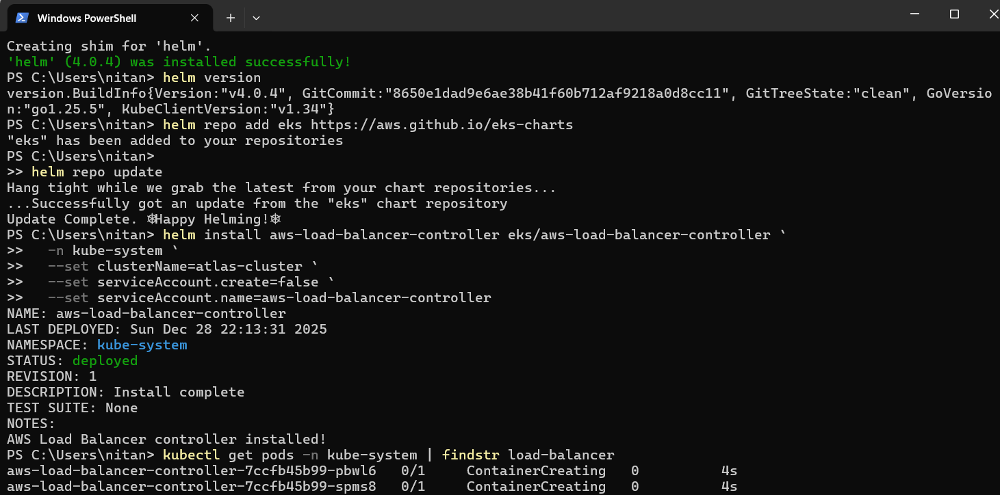 Windows PowerShell
Creating shim for 'helm'.
'helm' (4.0.4) was installed successfully!
PS C:\Users\nitan> helm version
version.BuildInfo{Version:"v4.0.4", GitCommit:"8650e1dad9e6ae38b41f60b712af9218a0d8cc11", GitTreeState:"clean", GoVersio
n:"go1.25.5", KubeClientVersion:"v1.34"}
PS C:\Users\nitan> helm repo add eks https://aws.github.io/eks-charts
"eks" has been added to your repositories
PS C:\Users\nitan>
>> helm repo update
Hang tight while we grab the latest from your chart repositories...
...Successfully got an update from the "eks" chart repository
Update Complete. ⎈Happy Helming!⎈
PS C:\Users\nitan> helm install aws-load-balancer-controller eks/aws-load-balancer-controller `
>>   -n kube-system `
>>   --set clusterName=atlas-cluster `
>>   --set serviceAccount.create=false `
>>   --set serviceAccount.name=aws-load-balancer-controller
NAME: aws-load-balancer-controller
LAST DEPLOYED: Sun Dec 28 22:13:31 2025
NAMESPACE: kube-system
STATUS: deployed
REVISION: 1
DESCRIPTION: Install complete
TEST SUITE: None
NOTES:
AWS Load Balancer controller installed!
PS C:\Users\nitan> kubectl get pods -n kube-system | findstr load-balancer
aws-load-balancer-controller-7ccfb45b99-pbwl6   0/1     ContainerCreating   0          4s
aws-load-balancer-controller-7ccfb45b99-spms8   0/1     ContainerCreating   0          4s